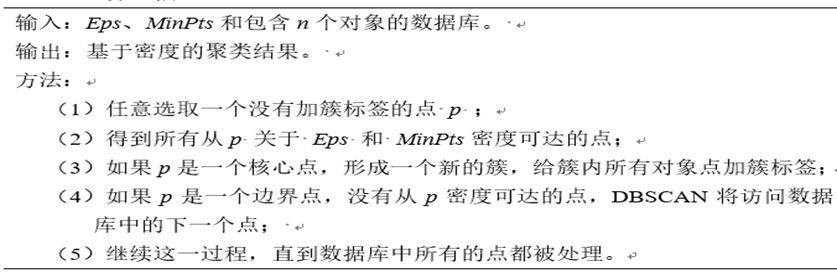 输入：Eps、MinPts 和包含 n 个对象的数据库。
输出：基于密度的聚类结果。
方法：
（1）任意选取一个没有加簇标签的点 p ；
（2）得到所有从 p 关于 Eps 和 MinPts 密度可达的点；
（3）如果 p 是一个核心点，形成一个新的簇，给簇内所有对象点加簇标签；
（4）如果 p 是一个边界点，没有从 p 密度可达的点，DBSCAN 将访问数据
库中的下一个点；
（5）继续这一过程，直到数据库中所有的点都被处理。